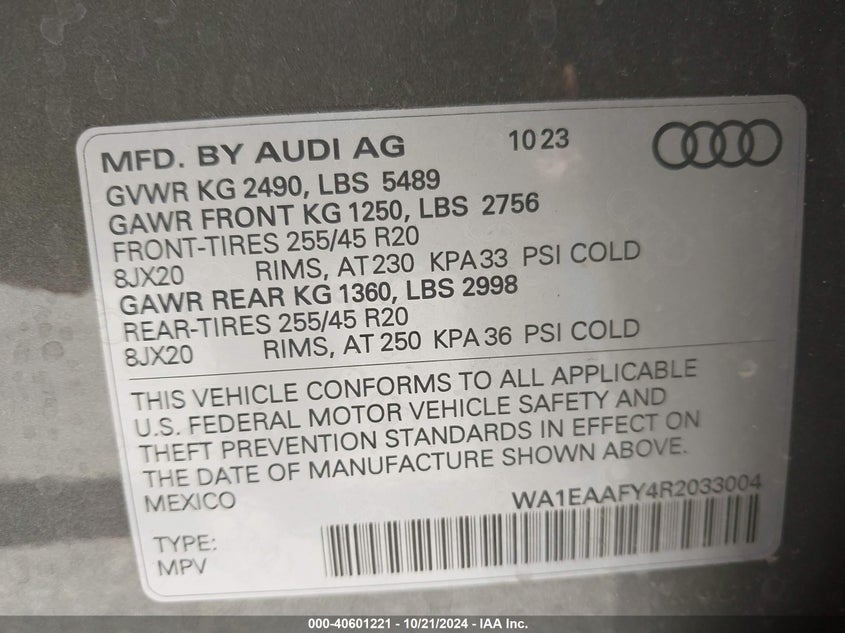 MFD. BY AUDI AG 10 23
GVWR KG 2490, LBS 5489
GAWR FRONT KG 1250, LBS 2756
FRONT-TIRES 255/45 R20
8JX20 RIMS, AT 230 KPA 33 PSI COLD
GAWR REAR KG 1360, LBS 2998
REAR-TIRES 255/45 R20
8JX20 RIMS, AT 250 KPA 36 PSI COLD
THIS VEHICLE CONFORMS TO ALL APPLICABLE
U.S. FEDERAL MOTOR VEHICLE SAFETY AND
THEFT PREVENTION STANDARDS IN EFFECT ON
THE DATE OF MANUFACTURE SHOWN ABOVE.
MEXICO WA1EAAFY4R2033004
TYPE:
MPV
000-40601221 - 10/21/2024 - IAA Inc.